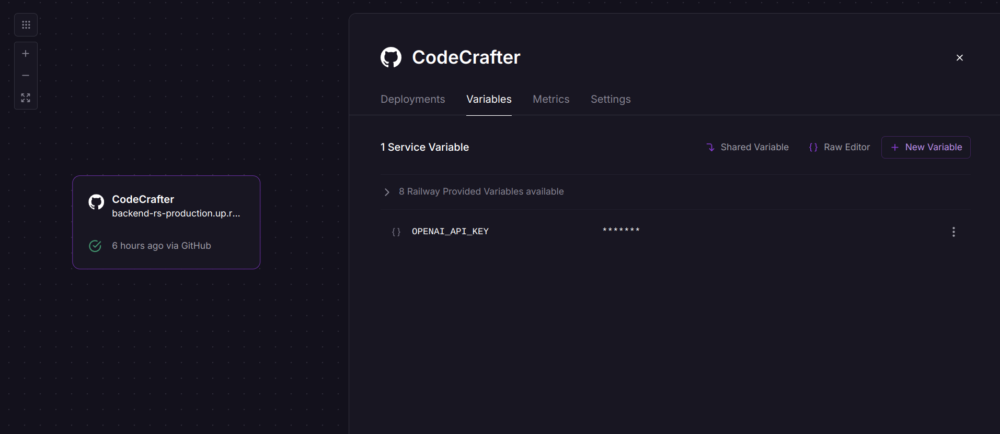 CodeCrafter
backend-rs-production.up.r...
6 hours ago via GitHub
CodeCrafter
Deployments Variables Metrics Settings
1 Service Variable Shared Variable {} Raw Editor + New Variable
8 Railway Provided Variables available
{} OPENAI_API_KEY *******